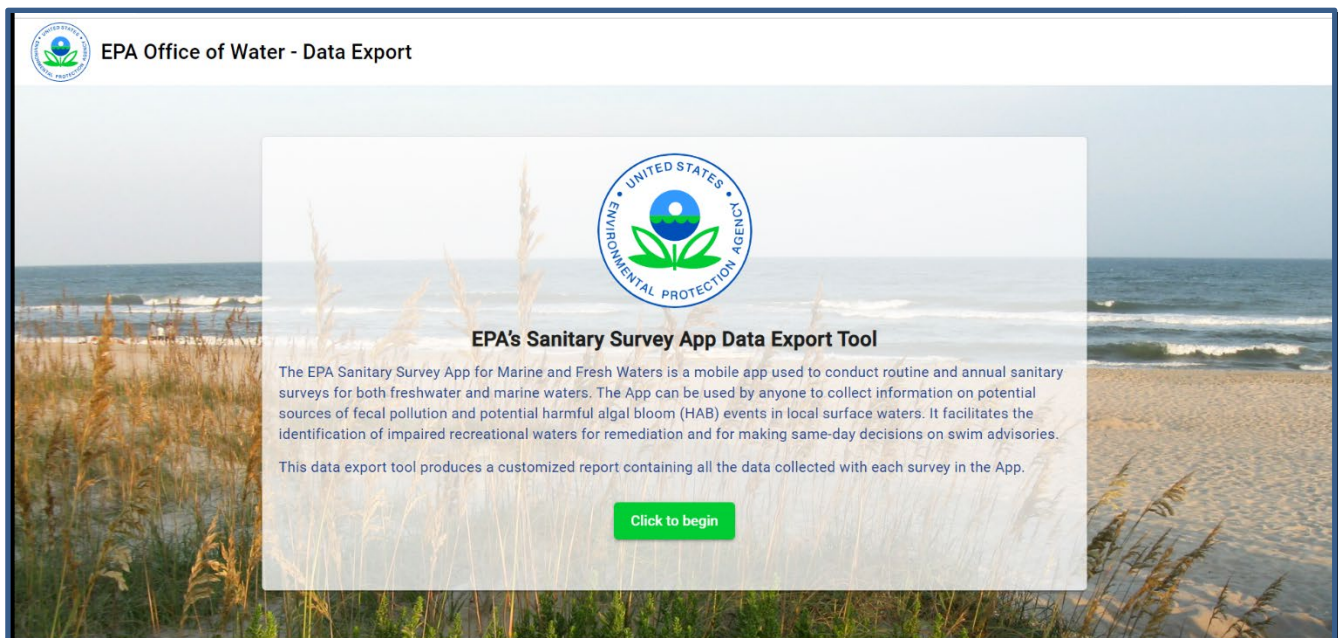 EPA Office of Water - Data Export
UNITED STATES
ENVIRONMENTAL PROTECTION AGENCY
UNITED STATES
ENVIRONMENTAL PROTECTION AGENCY
EPA’s Sanitary Survey App Data Export Tool
The EPA Sanitary Survey App for Marine and Fresh Waters is a mobile app used to conduct routine and annual sanitary
surveys for both freshwater and marine waters. The App can be used by anyone to collect information on potential
sources of fecal pollution and potential harmful algal bloom (HAB) events in local surface waters. It facilitates the
identification of impaired recreational waters for remediation and for making same-day decisions on swim advisories.
This data export tool produces a customized report containing all the data collected with each survey in the App.
Click to begin